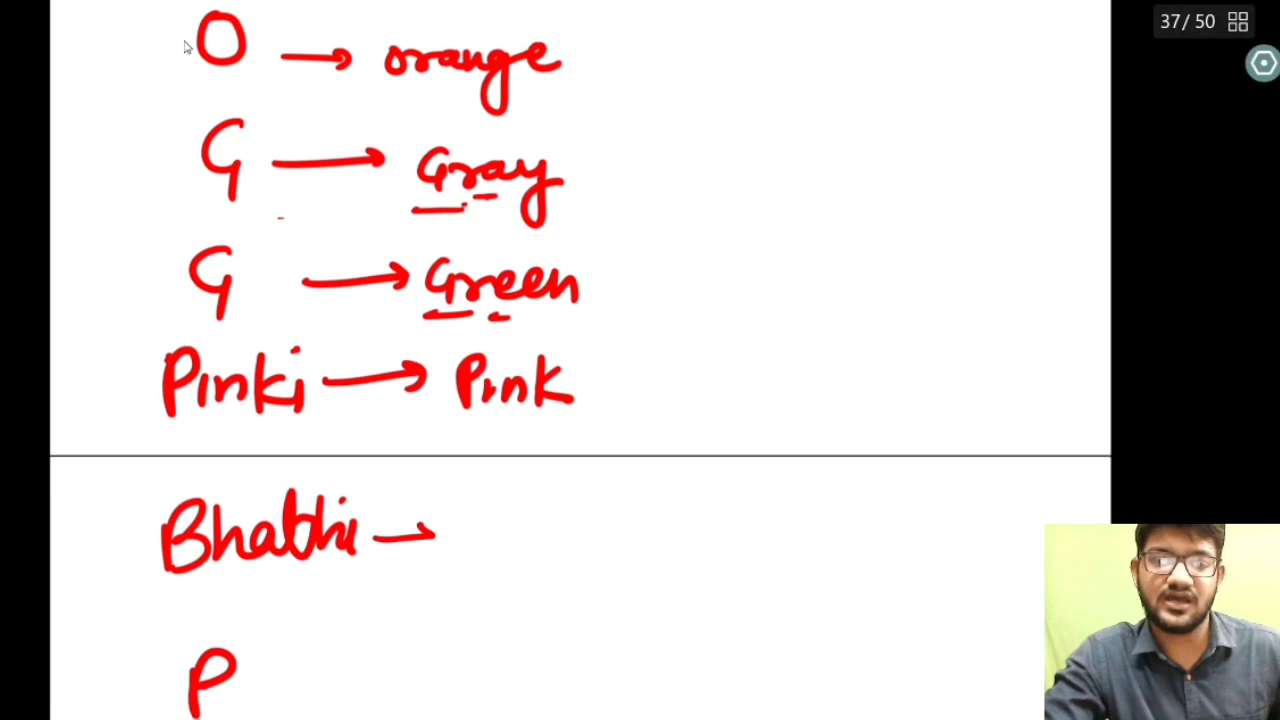 37/ 50
O → orange
G → Gray
G → Green
Pinki → Pink
Bhabhi →
P